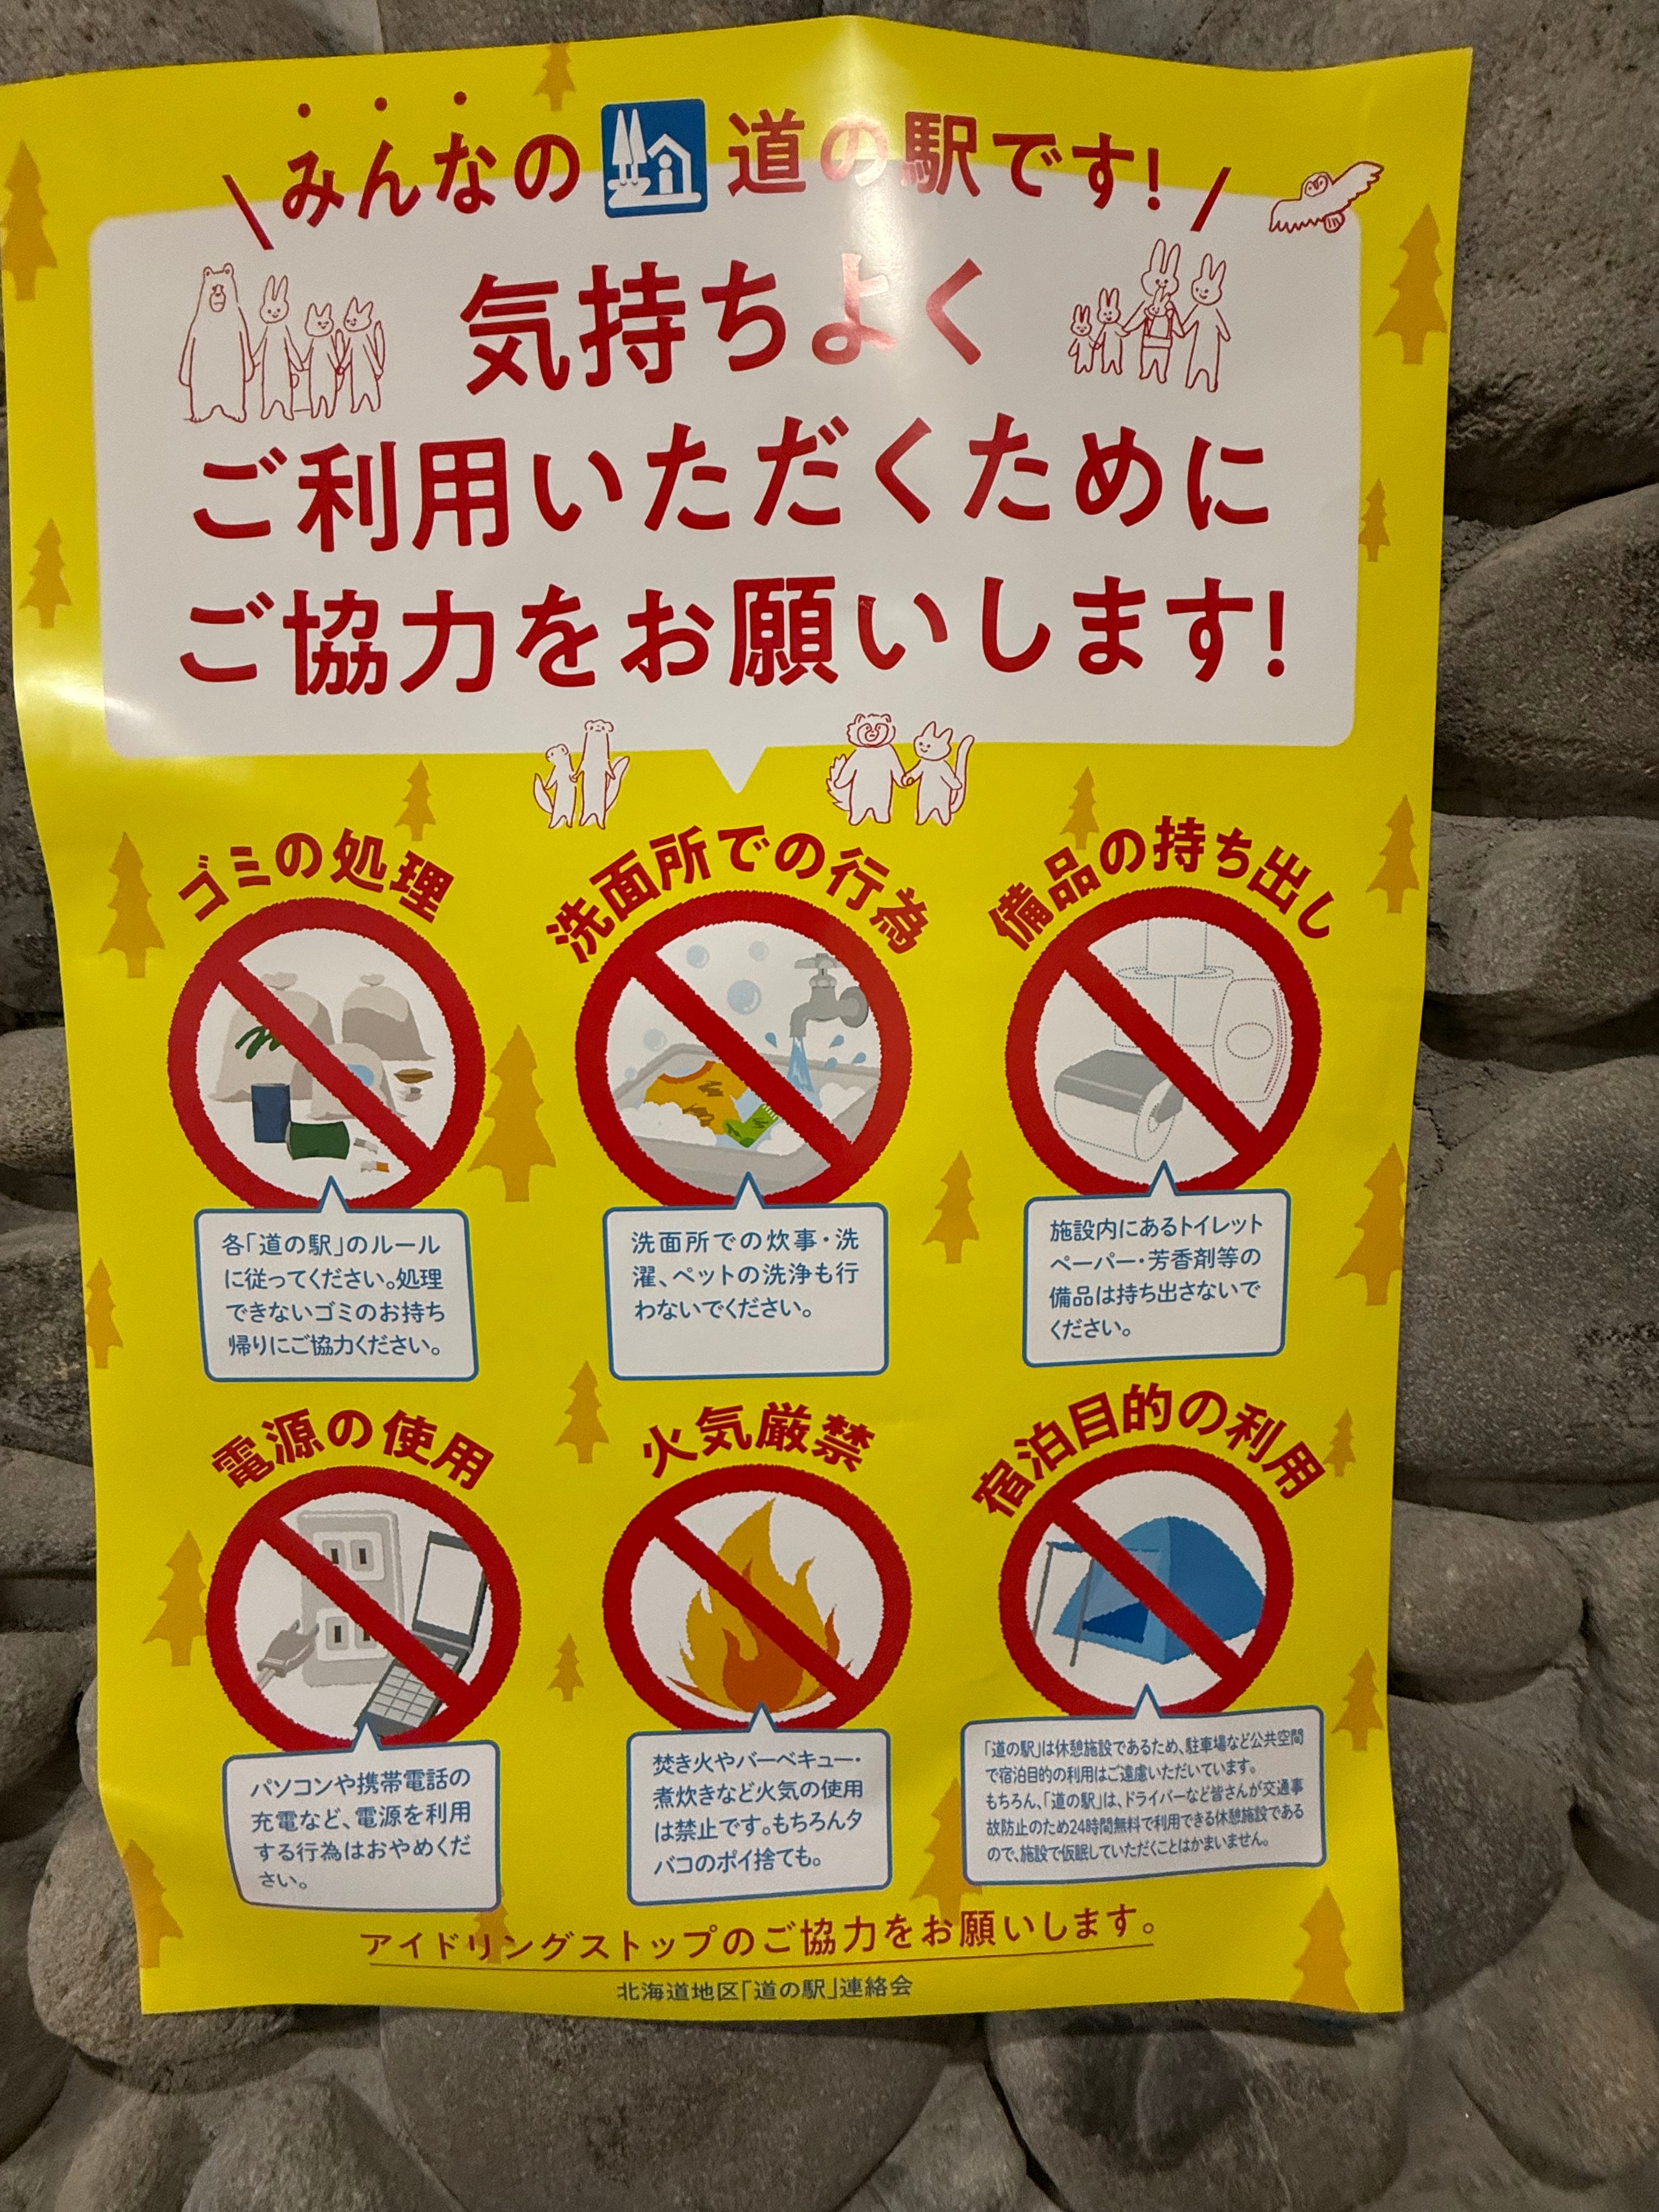 みんなの 道の駅です!
気持ちよく
ご利用いただくために
ご協力をお願いします!
ゴミの処理
各「道の駅」のルール
に従ってください。処理
できないゴミのお持ち
帰りにご協力ください。
洗面所での行為
洗面所での炊事・洗
濯、ペットの洗浄も行
わないでください。
備品の持ち出し
施設内にあるトイレット
ペーパー・芳香剤等の
備品は持ち出さないで
ください。
電源の使用
パソコンや携帯電話の
充電など、電源を利用
する行為はおやめくだ
さい。
火気厳禁
焚き火やバーベキュー・
煮炊きなど火気の使用
は禁止です。もちろんタ
バコのポイ捨ても。
宿泊目的の利用
「道の駅」は休憩施設であるため、駐車場など公共空間
で宿泊目的の利用はご遠慮いただいています。
もちろん、「道の駅」は、ドライバーなど皆さんが交通事
故防止のため24時間無料で利用できる休憩施設である
ので、施設で仮眠していただくことはかまいません。
アイドリングストップのご協力をお願いします。
北海道地区「道の駅」連絡会